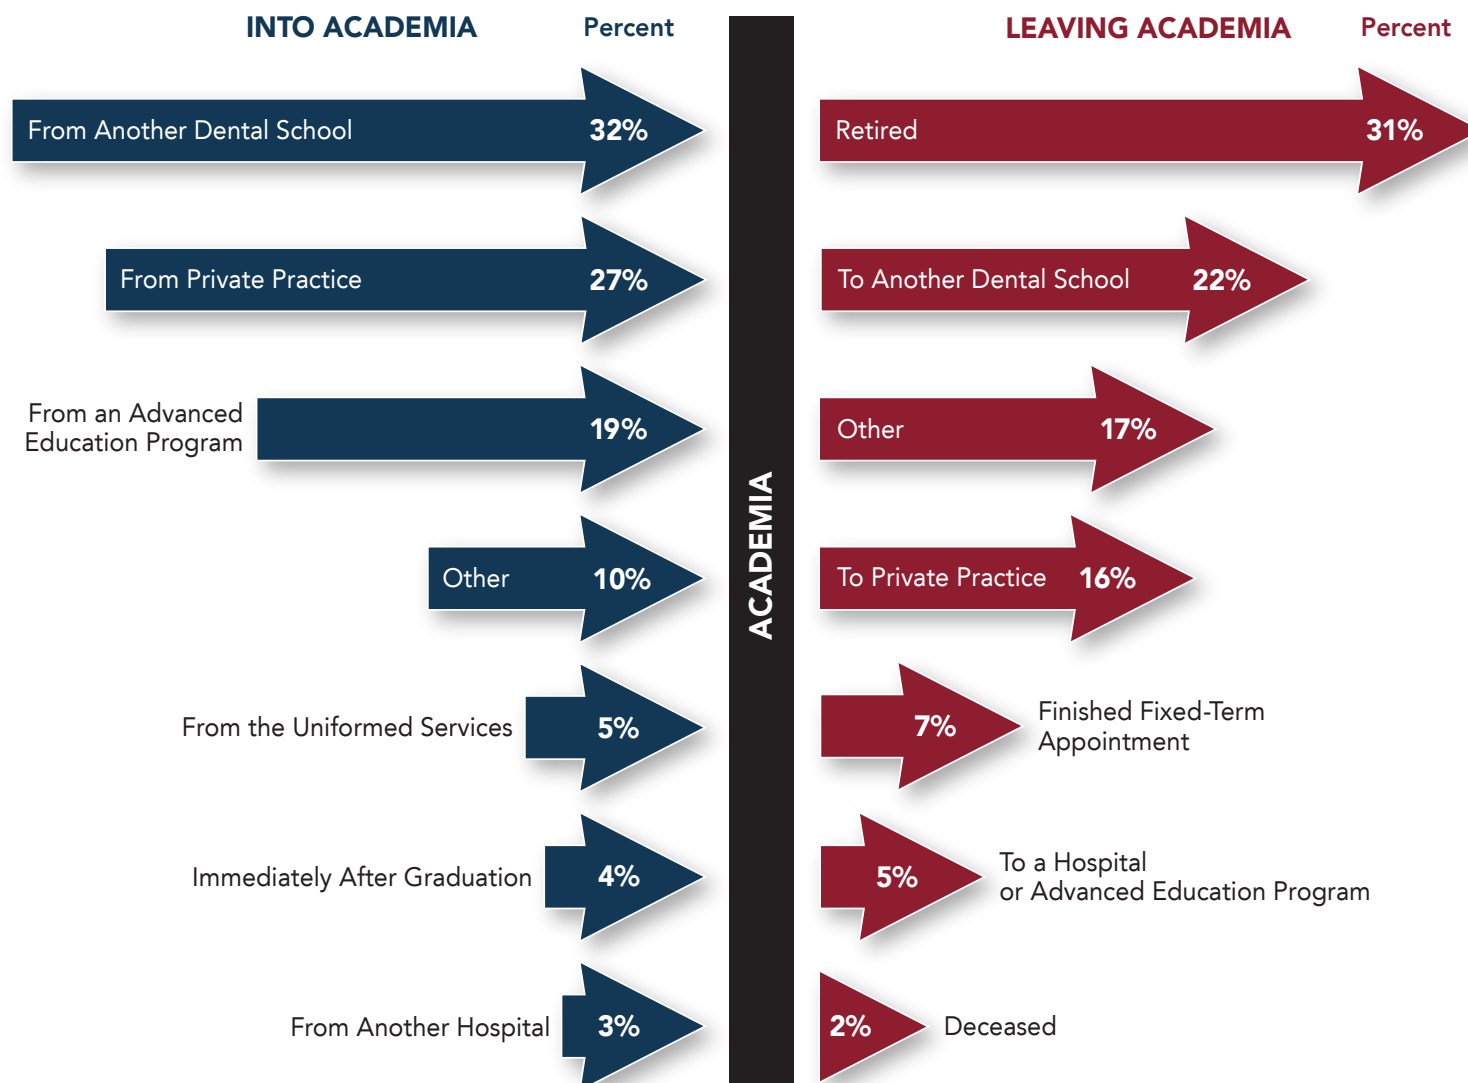 INTO ACADEMIA Percent
From Another Dental School 32%
From Private Practice 27%
From an Advanced
Education Program
19%
Other 10%
From the Uniformed Services 5%
Immediately After Graduation 4%
From Another Hospital 3%
ACADEMIA
LEAVING ACADEMIA Percent
Retired 31%
To Another Dental School 22%
Other 17%
To Private Practice 16%
7%
Finished Fixed-Term
Appointment
5%
To a Hospital
or Advanced Education Program
2% Deceased